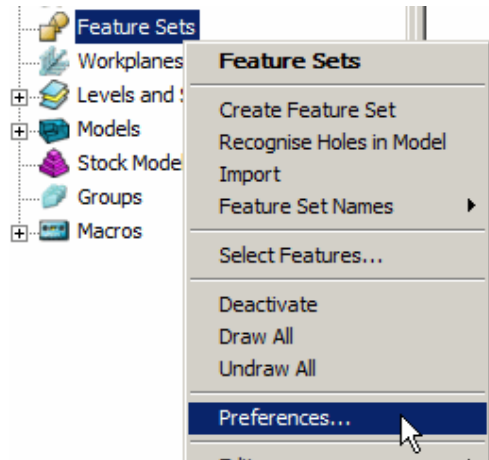 Feature Sets
Workplanes
Levels and
Models
Stock Mode
Groups
Macros
Feature Sets
Create Feature Set
Recognise Holes in Model
Import
Feature Set Names
Select Features...
Deactivate
Draw All
Undraw All
Preferences...